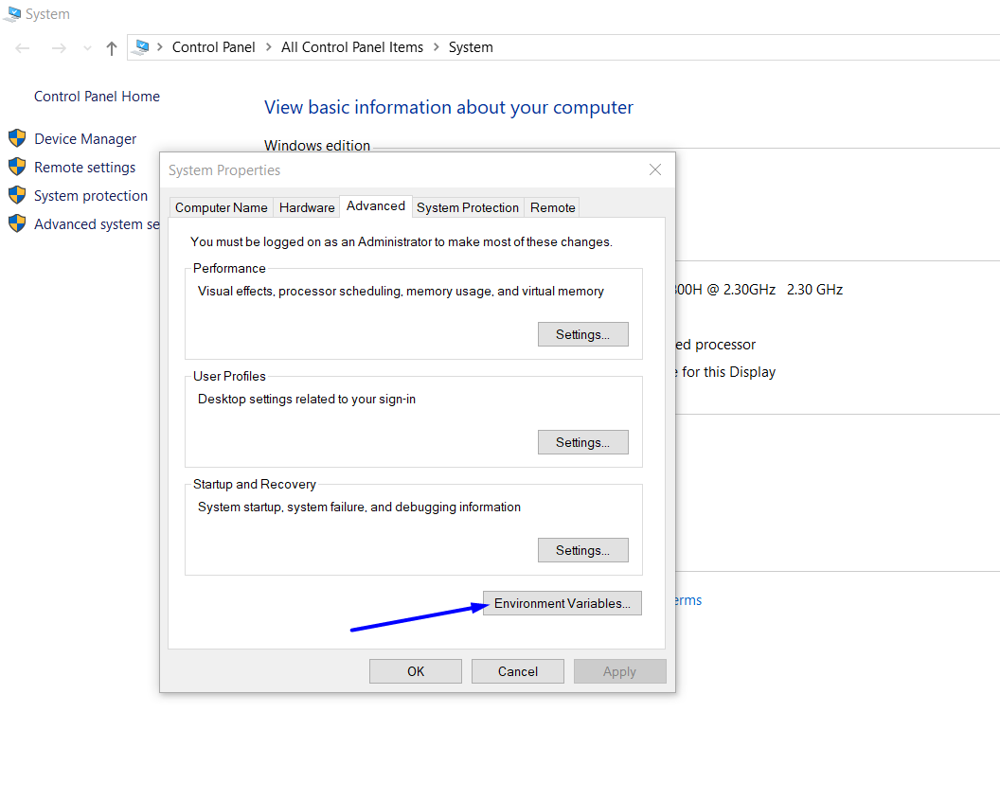 System
Control Panel > All Control Panel Items > System
Control Panel Home
View basic information about your computer
Device Manager
Windows edition
Remote settings
System protection
Advanced system se
System Properties
Computer Name Hardware Advanced System Protection Remote
You must be logged on as an Administrator to make most of these changes.
Performance
Visual effects, processor scheduling, memory usage, and virtual memory
Settings...
User Profiles
Desktop settings related to your sign-in
Settings...
Startup and Recovery
System startup, system failure, and debugging information
Settings...
Environment Variables...
OK Cancel Apply
00H @ 2.30GHz 2.30 GHz
ed processor
for this Display
erms